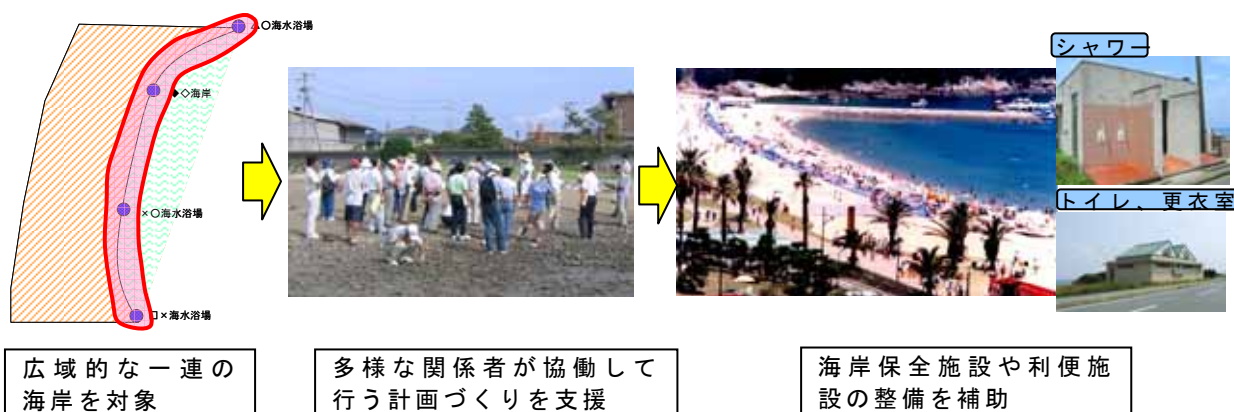 △○海水浴場
◆◇海岸
×○海水浴場
□×海水浴場
シャワー
トイレ、更衣室
広域的な一連の
海岸を対象
多様な関係者が協働して
行う計画づくりを支援
海岸保全施設や利便施
設の整備を補助